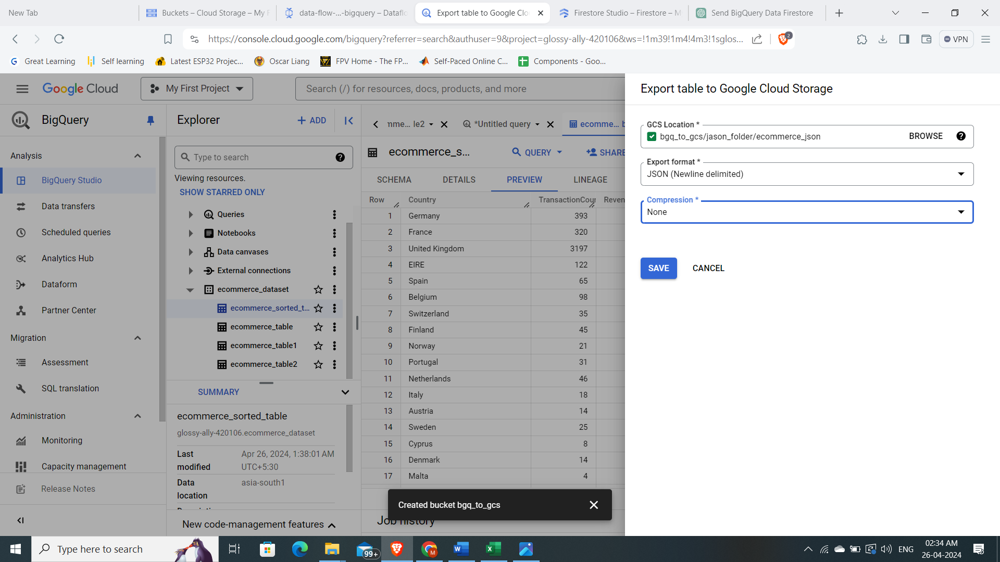 New Tab
Buckets – Cloud Storage – My F
data-flow-...-bigquery – Dataflo
Export table to Google Clo
Firestore Studio – Firestore – M
Send BigQuery Data Firestore
https://console.cloud.google.com/bigquery?referrer=search&authuser=9&project=glossy-ally-420106&ws=!1m39!1m4!4m3!1sglos...
2
VPN
Great Learning
Self learning
Latest ESP32 Projec...
Oscar Liang
FPV Home - The FP...
Self-Paced Online C...
Components - Goo...
Google Cloud
My First Project
Search (/) for resources, docs, products, and more
BigQuery
Analysis
BigQuery Studio
Data transfers
Scheduled queries
Analytics Hub
Dataform
Partner Center
Migration
Assessment
SQL translation
Administration
Monitoring
Capacity management
Release Notes
Explorer
+ ADD
Type to search
Viewing resources.
SHOW STARRED ONLY
Queries
Notebooks
Data canvases
External connections
ecommerce_dataset
ecommerce_sorted_t...
ecommerce_table
ecommerce_table1
ecommerce_table2
SUMMARY
ecommerce_sorted_table
glossy-ally-420106.ecommerce_dataset
Last modified Apr 26, 2024, 1:38:01 AM UTC+5:30
Data location asia-south1
New code-management features
mme... le2
*Untitled query
ecomme...
ecommerce_s...
QUERY
SHARE
SCHEMA DETAILS PREVIEW LINEAGE
Row Country TransactionCour Reven
1 Germany 393
2 France 320
3 United Kingdom 3197
4 EIRE 122
5 Spain 65
6 Belgium 98
7 Switzerland 35
8 Finland 45
9 Norway 21
10 Portugal 31
11 Netherlands 46
12 Italy 18
13 Austria 14
14 Sweden 25
15 Cyprus 8
16 Denmark 14
17 Malta 4
Created bucket bgq_to_gcs
Job history
Export table to Google Cloud Storage
GCS Location *
bgq_to_gcs/jason_folder/ecommerce_json
BROWSE
Export format *
JSON (Newline delimited)
Compression *
None
SAVE
CANCEL
Type here to search
99+
ENG
02:34 AM
26-04-2024